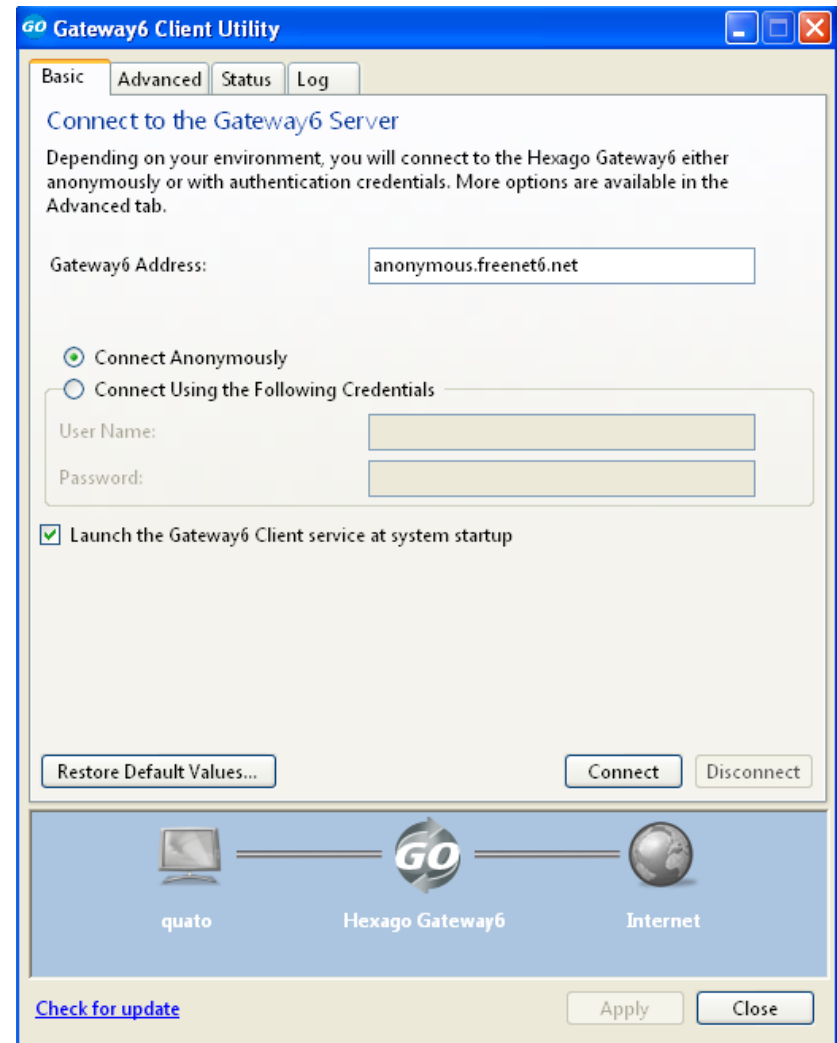 GO Gateway6 Client Utility
Basic Advanced Status Log
Connect to the Gateway6 Server
Depending on your environment, you will connect to the Hexago Gateway6 either
anonymously or with authentication credentials. More options are available in the
Advanced tab.
Gateway6 Address: anonymous.freenet6.net
Connect Anonymously
Connect Using the Following Credentials
User Name:
Password:
Launch the Gateway6 Client service at system startup
Restore Default Values... Connect Disconnect
GO
quato Hexago Gateway6 Internet
Check for update Apply Close